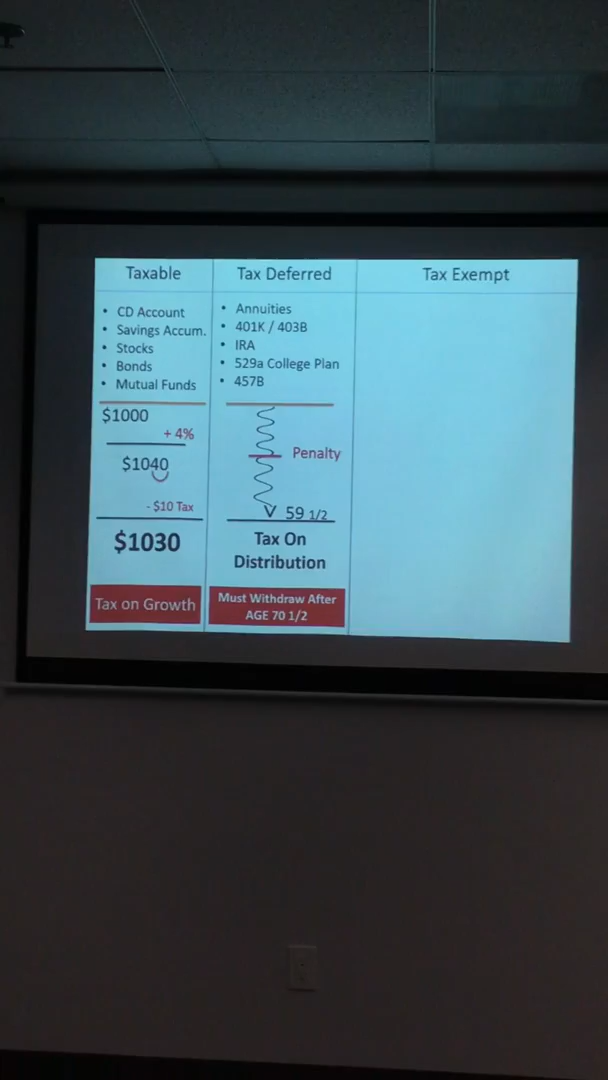 Taxable
• CD Account
• Savings Accum.
• Stocks
• Bonds
• Mutual Funds
$1000
+ 4%
$1040
- $10 Tax
$1030
Tax on Growth
Tax Deferred
• Annuities
• 401K / 403B
• IRA
• 529a College Plan
• 457B
Penalty
59 1/2
Tax On
Distribution
Must Withdraw After
AGE 70 1/2
Tax Exempt